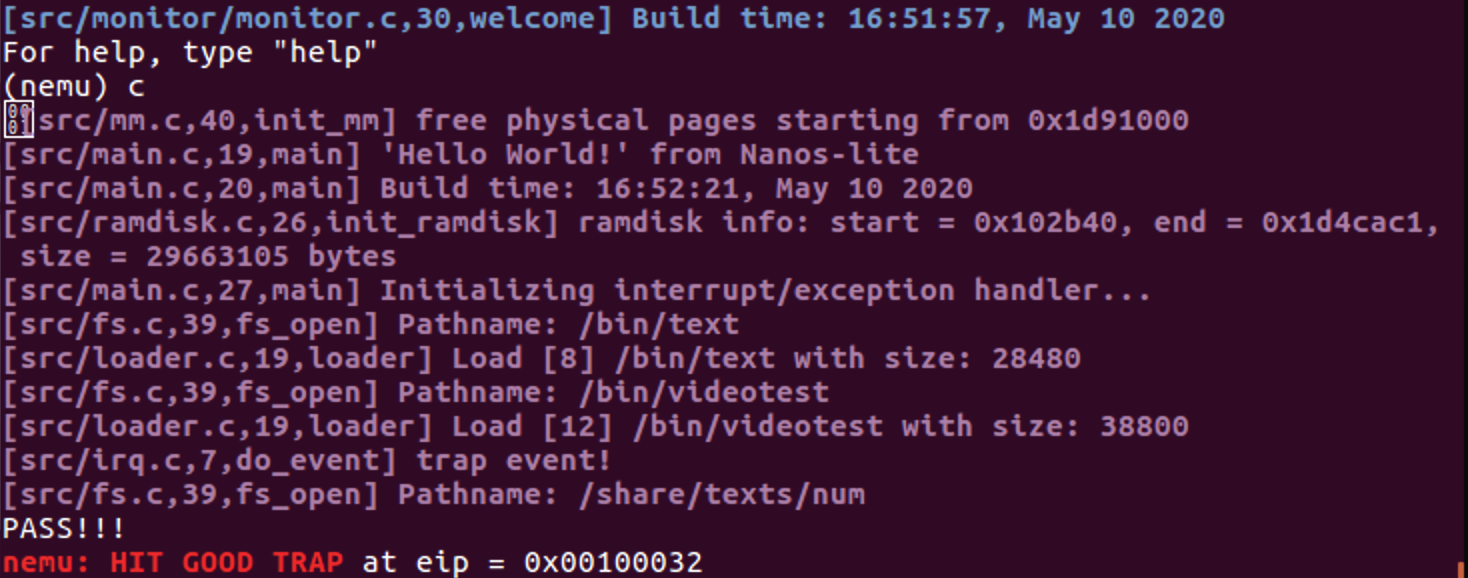 [src/monitor/monitor.c,30,welcome] Build time: 16:51:57, May 10 2020
For help, type "help"
(nemu) c
[src/mm.c,40,init_mm] free physical pages starting from 0x1d91000
[src/main.c,19,main] 'Hello World!' from Nanos-lite
[src/main.c,20,main] Build time: 16:52:21, May 10 2020
[src/ramdisk.c,26,init_ramdisk] ramdisk info: start = 0x102b40, end = 0x1d4cac1,
 size = 29663105 bytes
[src/main.c,27,main] Initializing interrupt/exception handler...
[src/fs.c,39,fs_open] Pathname: /bin/text
[src/loader.c,19,loader] Load [8] /bin/text with size: 28480
[src/fs.c,39,fs_open] Pathname: /bin/videotest
[src/loader.c,19,loader] Load [12] /bin/videotest with size: 38800
[src/irq.c,7,do_event] trap event!
[src/fs.c,39,fs_open] Pathname: /share/texts/num
PASS!!!
nemu: HIT GOOD TRAP at eip = 0x00100032